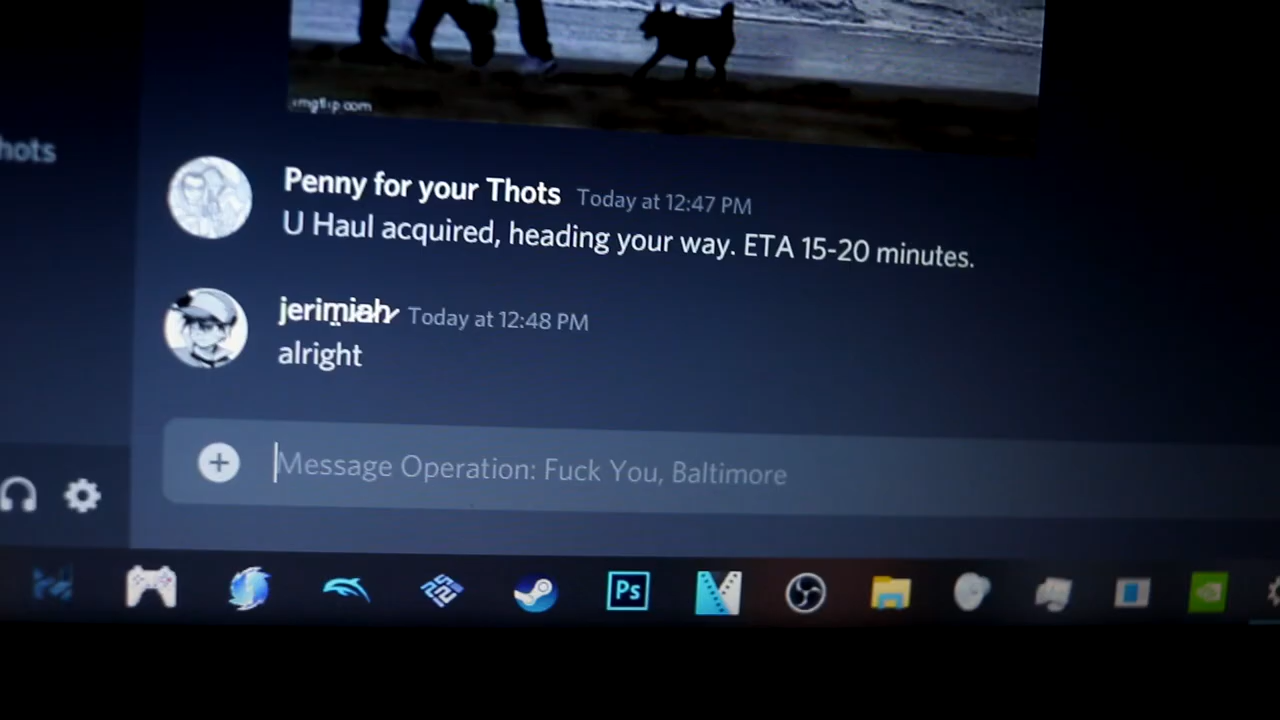 imgflip.com
hots
Penny for your Thots Today at 12:47 PM
U Haul acquired, heading your way. ETA 15-20 minutes.
jerimiah Today at 12:48 PM
alright
Message Operation: Fuck You, Baltimore
Ps